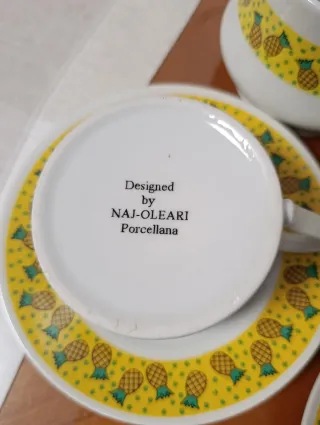 Designed
by
NAJ-OLEARI
Porcellana